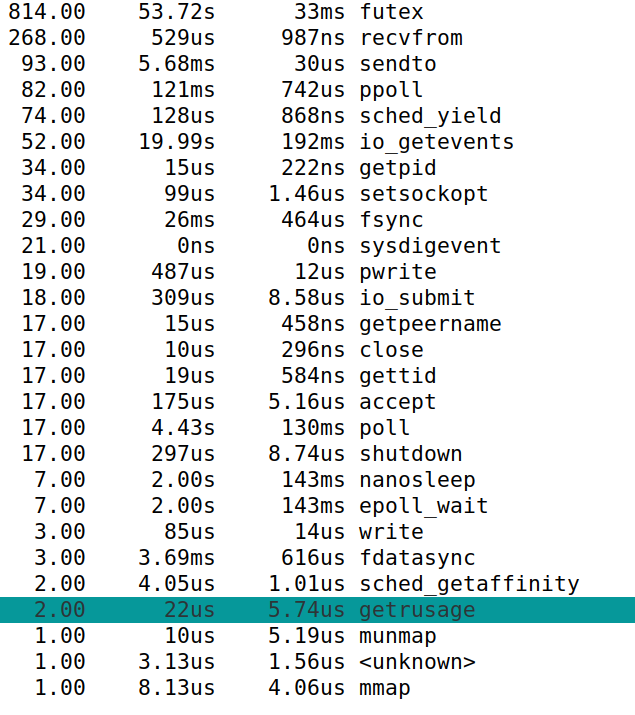 814.00 53.72s 33ms futex
268.00 529us 987ns recvfrom
93.00 5.68ms 30us sendto
82.00 121ms 742us ppoll
74.00 128us 868ns sched_yield
52.00 19.99s 192ms io_getevents
34.00 15us 222ns getpid
34.00 99us 1.46us setsockopt
29.00 26ms 464us fsync
21.00 0ns 0ns sysdigevent
19.00 487us 12us pwrite
18.00 309us 8.58us io_submit
17.00 15us 458ns getpeername
17.00 10us 296ns close
17.00 19us 584ns gettid
17.00 175us 5.16us accept
17.00 4.43s 130ms poll
17.00 297us 8.74us shutdown
7.00 2.00s 143ms nanosleep
7.00 2.00s 143ms epoll_wait
3.00 85us 14us write
3.00 3.69ms 616us fdatasync
2.00 4.05us 1.01us sched_getaffinity
2.00 22us 5.74us getrusage
1.00 10us 5.19us munmap
1.00 3.13us 1.56us <unknown>
1.00 8.13us 4.06us mmap